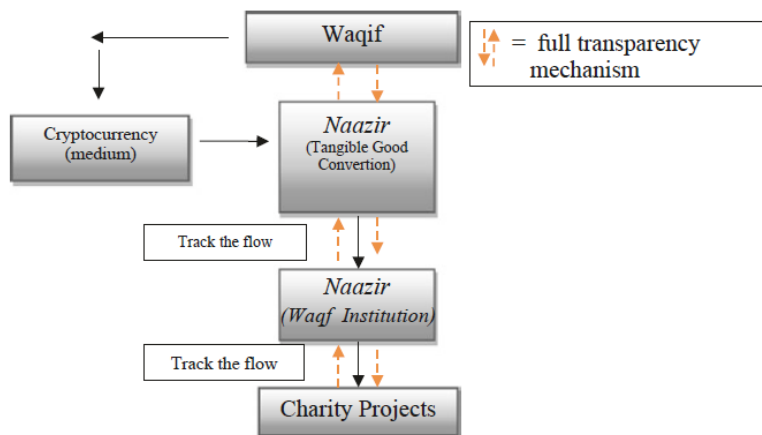 Waqif
= full transparency
mechanism
Cryptocurrency
(medium)
Naazir
(Tangible Good
Convertion)
Track the flow
Naazir
(Waqf Institution)
Track the flow
Charity Projects